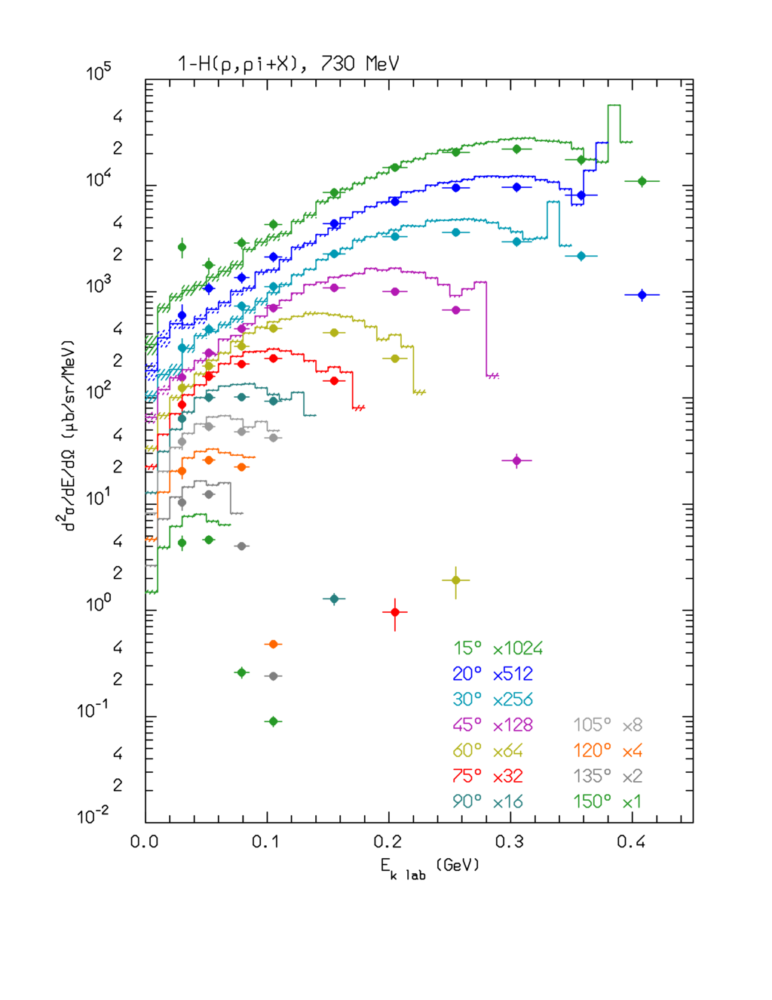 1-H(p,pi+X), 730 MeV
10^5
4
2
10^4
4
2
10^3
4
2
10^2
4
2
10^1
4
2
10^0
4
2
10^-1
4
2
10^-2
d²σ/dE/dΩ (μb/sr/MeV)
15° x1024
20° x512
30° x256
45° x128 105° x8
60° x64 120° x4
75° x32 135° x2
90° x16 150° x1
0.0 0.1 0.2 0.3 0.4
E_k lab (GeV)